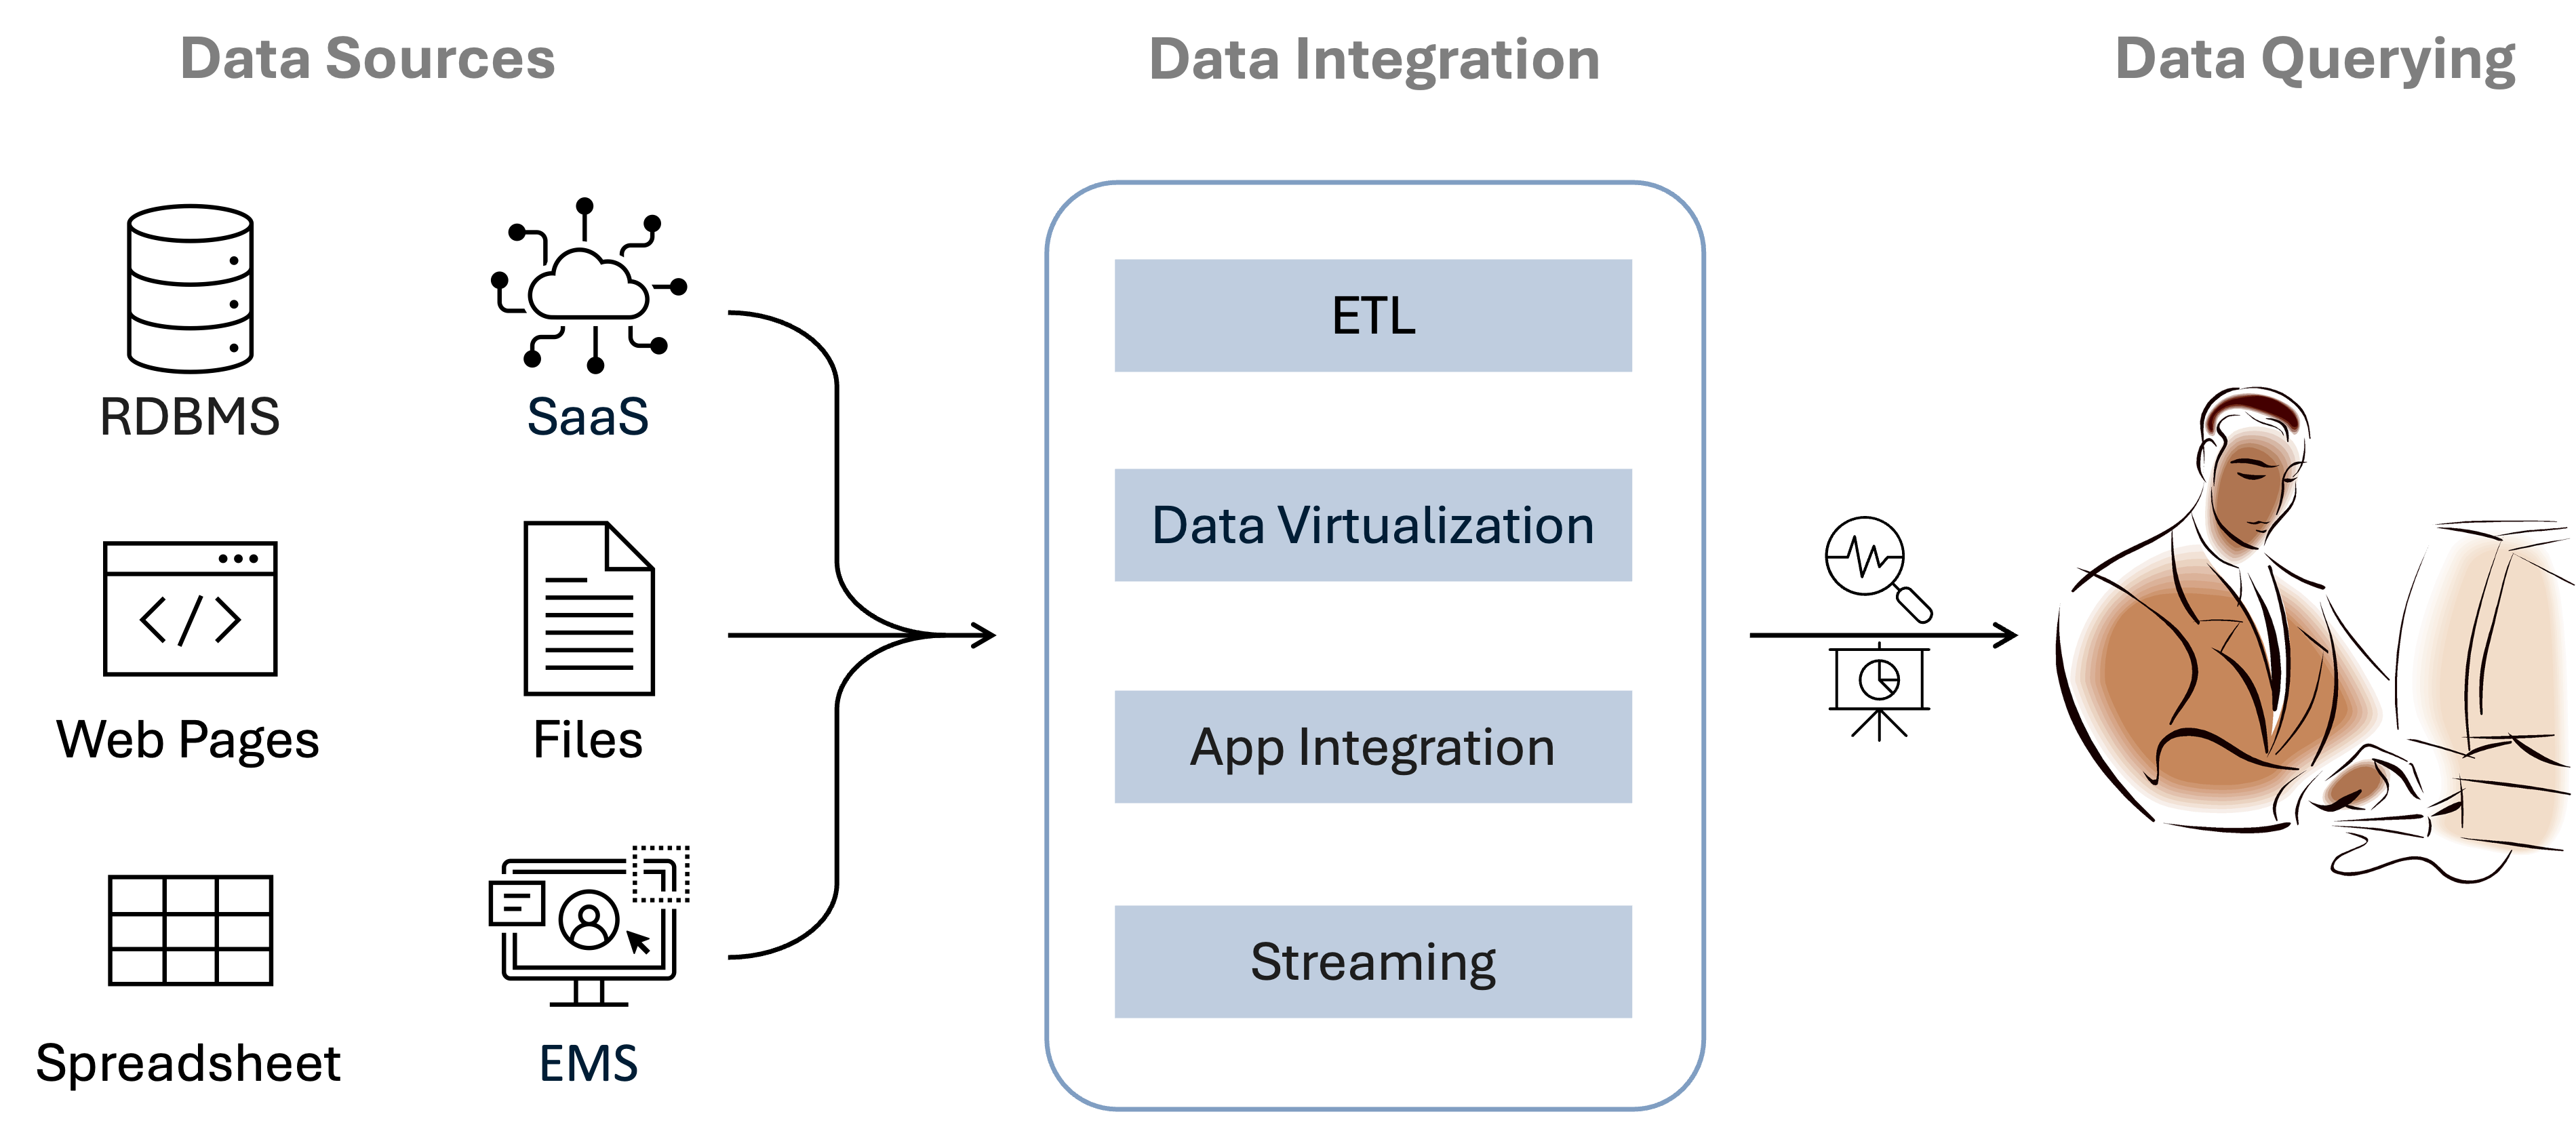 Data Sources
Data Integration
Data Querying
RDBMS
SaaS
</>
Web Pages
Files
Spreadsheet
EMS
ETL
Data Virtualization
App Integration
Streaming